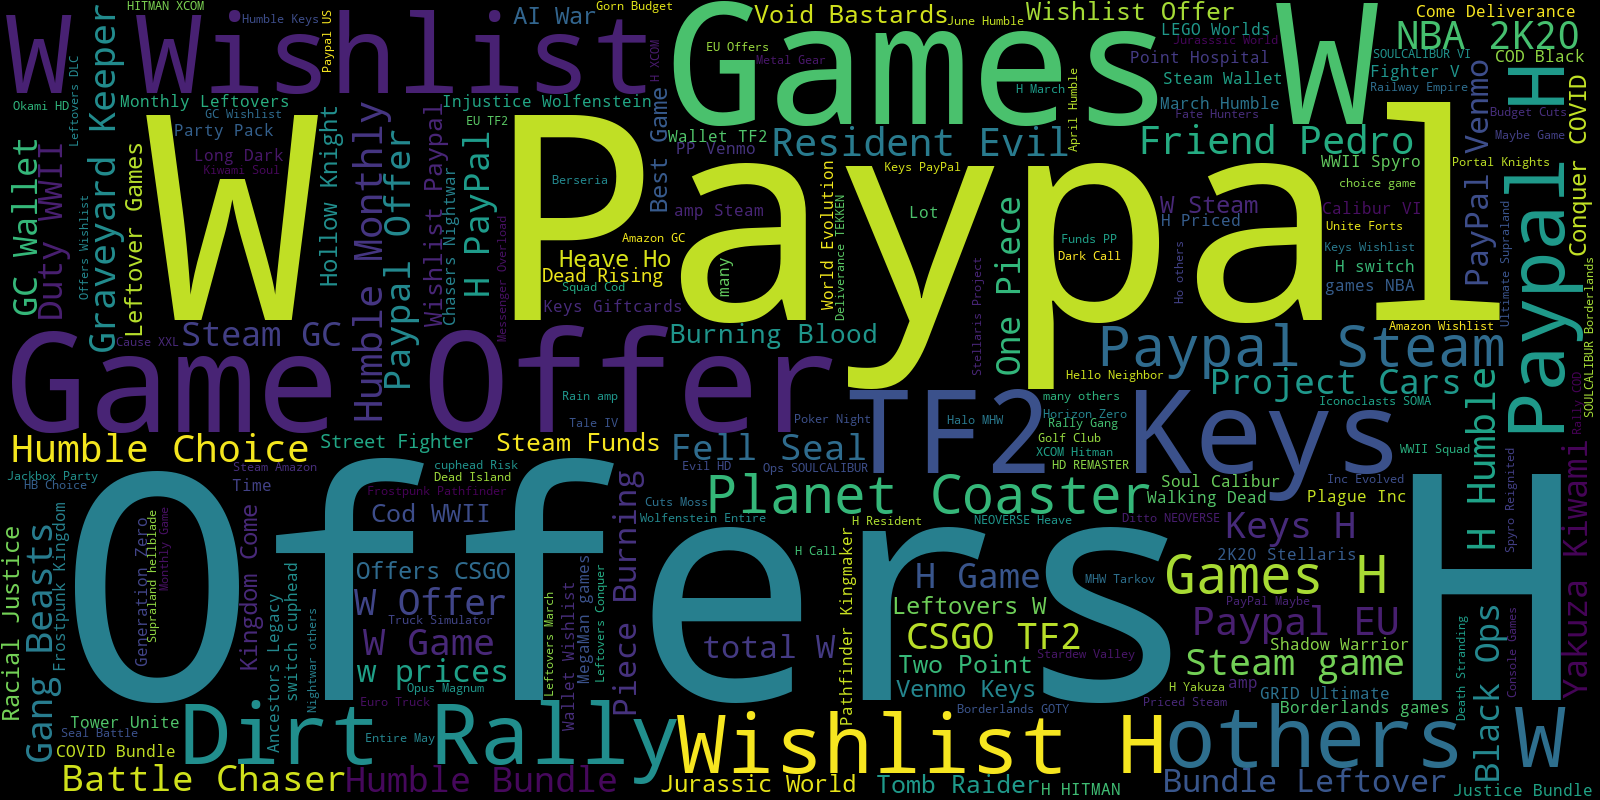 HITMAN XCOM
Humble Keys
Paypal US
AI War
Gorn Budget
Void Bastards
June Humble
Wishlist Offer
Come Deliverance
W Wishlist
Games W
NBA 2K20
LEGO Worlds
Jurasssic World
EU Offers
Metal Gear
H XCOM
Point Hospital
SOULCALIBUR VI
COD Black
Fighter V
Railway Empire
Steam Wallet
H March
April Humble
March Humble
Fate Hunters
Budget Cuts
Maybe Game
Okami HD
Leftovers DLC
Monthly Leftovers
GC Wishlist
Party Pack
Injustice Wolfenstein
EU TF2
Best Game
Wallet TF2
PP Venmo
Resident Evil
Friend Pedro
PayPal Venmo
Conquer COVID
Paypal H
GC Wallet
Duty WWII
Graveyard Keeper
Leftover Games
Long Dark
Kiwami Soul
Hollow Knight
Humble Monthly
Paypal Offer
Wishlist Paypal
Chasers Nightwar
H PayPal
W Paypal
Berseria
Keys PayPal
WWII Spyro
Portal Knights
choice game
amp Steam
World Evolution
Deliverance TEKKEN
Lot
W Steam
H Priced
Calibur VI
Unite Forts
Offers Wishlist
Messenger Overload
Amazon GC
Heave Ho
Dead Rising
Squad Cod
Keys Giftcards
many
Funds PP
Dark Call
Ho others
Keys Wishlist
H switch
games NBA
Ultimate Supraland
SOULCALIBUR Borderlands
One Piece
Stellaris Project
Cause XXL
Steam GC
Burning Blood
Amazon Wishlist
Game Offer
Paypal Steam
Hello Neighbor
Project Cars
Rain amp
many others
Iconoclasts SOMA
Rally COD
Tale IV
Poker Night
TF2 Keys
Halo MHW
Horizon Zero
Rally Gang
Golf Club
XCOM Hitman
HD REMASTER
Humble Choice
Street Fighter
Steam Funds
Fell Seal
WWII Squad
H Humble
Yakuza Kiwami
Jackbox Party
HB Choice
Steam Amazon
Time
cuphead Risk
Dead Island
Evil HD
Ops SOULCALIBUR
Soul Calibur
Inc Evolved
Frostpunk Pathfinder
Cuts Moss
Planet Coaster
Walking Dead
Plague Inc
Cod WWII
Wolfenstein Entire
H Resident
NEOVERSE Heave
Ditto NEOVERSE
Keys H
Spyro Reignited
Racial Justice
Gang Beasts
Frostpunk Kingdom
Generation Zero
Supraland heilblade
Monthly Game
Kingdom Come
Offers H
H Call
2K20 Stellaris
Offers CSGO
Piece Burning
H Game
MHW Tarkov
Games H
Ancestors Legacy
switch cuphead
Nightwar others
W Offer
Truck Simulator
Leftovers March
Wallet Wishlist
MegaMan games
Leftovers Conquer
Pathfinder Kingmaker
Leftovers W
PayPal Maybe
Paypal EU
W Game
total W
CSGO TF2
Shadow Warrior
Black Ops
Console Games
Death Stranding
w prices
Two Point
Stardew Valley
Steam game
Opus Magnum
Venmo Keys
H Yakuza
amp
GRID Ultimate
Euro Truck
Borderlands GOTY
Priced Steam
Borderlands games
Tower Unite
Seal Battle
COVID Bundle
Dirt Rally
Entire May
Wishlist H
others W
Battle Chaser
Humble Bundle
Jurassic World
Tomb Raider
H HITMAN
Bundle Leftover
Justice Bundle